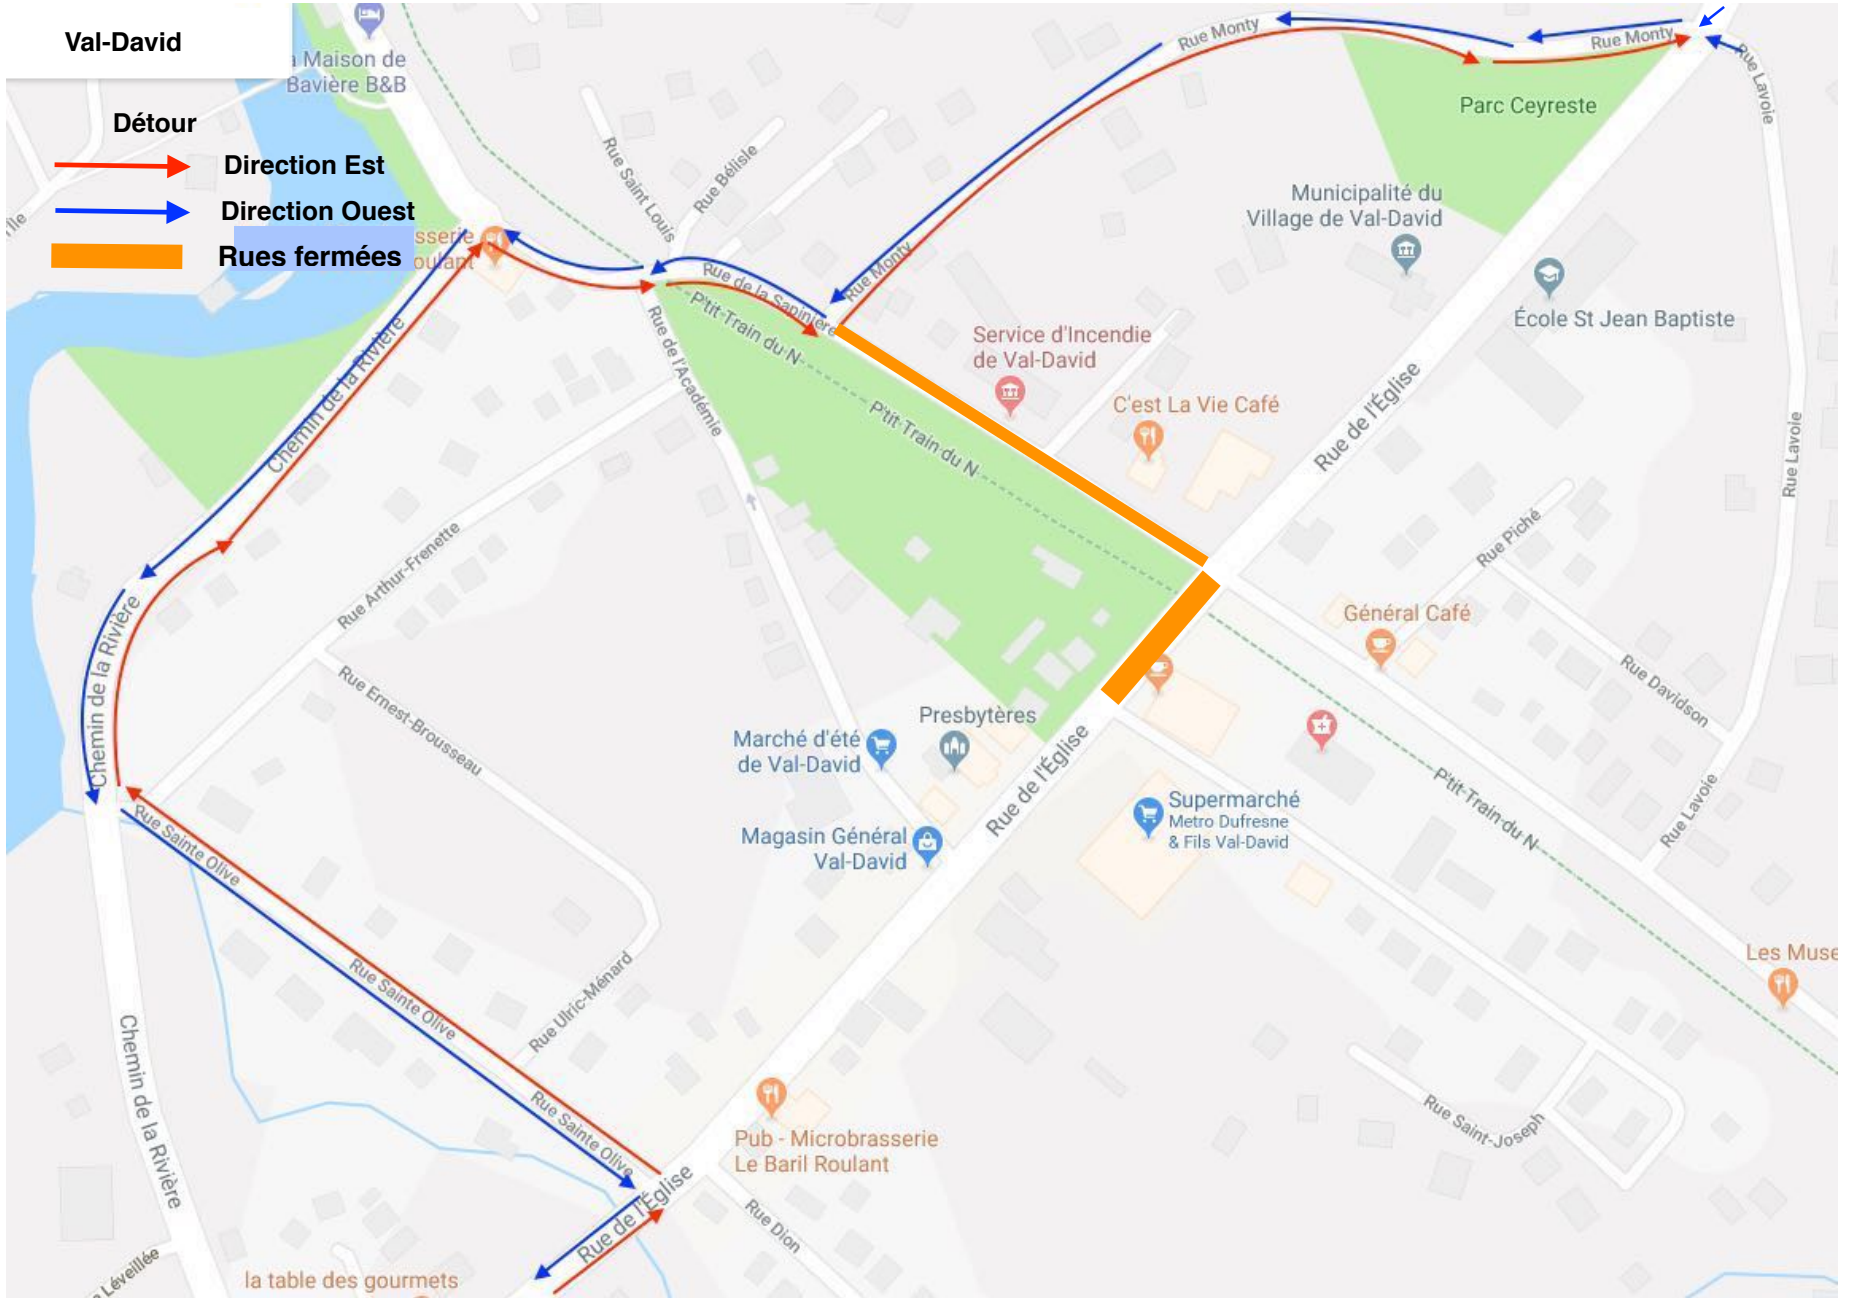 Val-David
a Maison de
Bavière B&B
Détour
Direction Est
Direction Ouest
Rues fermées
sserie
oulant
Rue Saint Louis
Rue Bélisle
Rue Monty
Rue Monty
Rue Lavoie
Parc Ceyreste
Municipalité du
Village de Val-David
École St Jean Baptiste
Rue Monty
Rue de la Sapinière
P'tit-Train du N
Rue de l'Académie
Service d'Incendie
de Val-David
C'est La Vie Café
P'tit-Train du N
Rue de l'Église
Rue Lavoie
Chemin de la Rivière
Rue Arthur-Frenette
Rue Piché
Général Café
Rue Davidson
Chemin de la Rivière
Rue Ernest-Brousseau
Presbytères
Marché d'été
de Val-David
Rue de l'Église
Magasin Général
Val-David
Supermarché
Metro Dufresne
& Fils Val-David
P'tit-Train du N
Rue Lavoie
Rue Sainte Olive
Les Muse
Rue Sainte Olive
Rue Ulric-Ménard
Chemin de la Rivière
Rue Sainte Olive
Pub - Microbrasserie
Le Baril Roulant
Rue Saint-Joseph
Rue de l'Église
Rue Dion
Léveillée
la table des gourmets